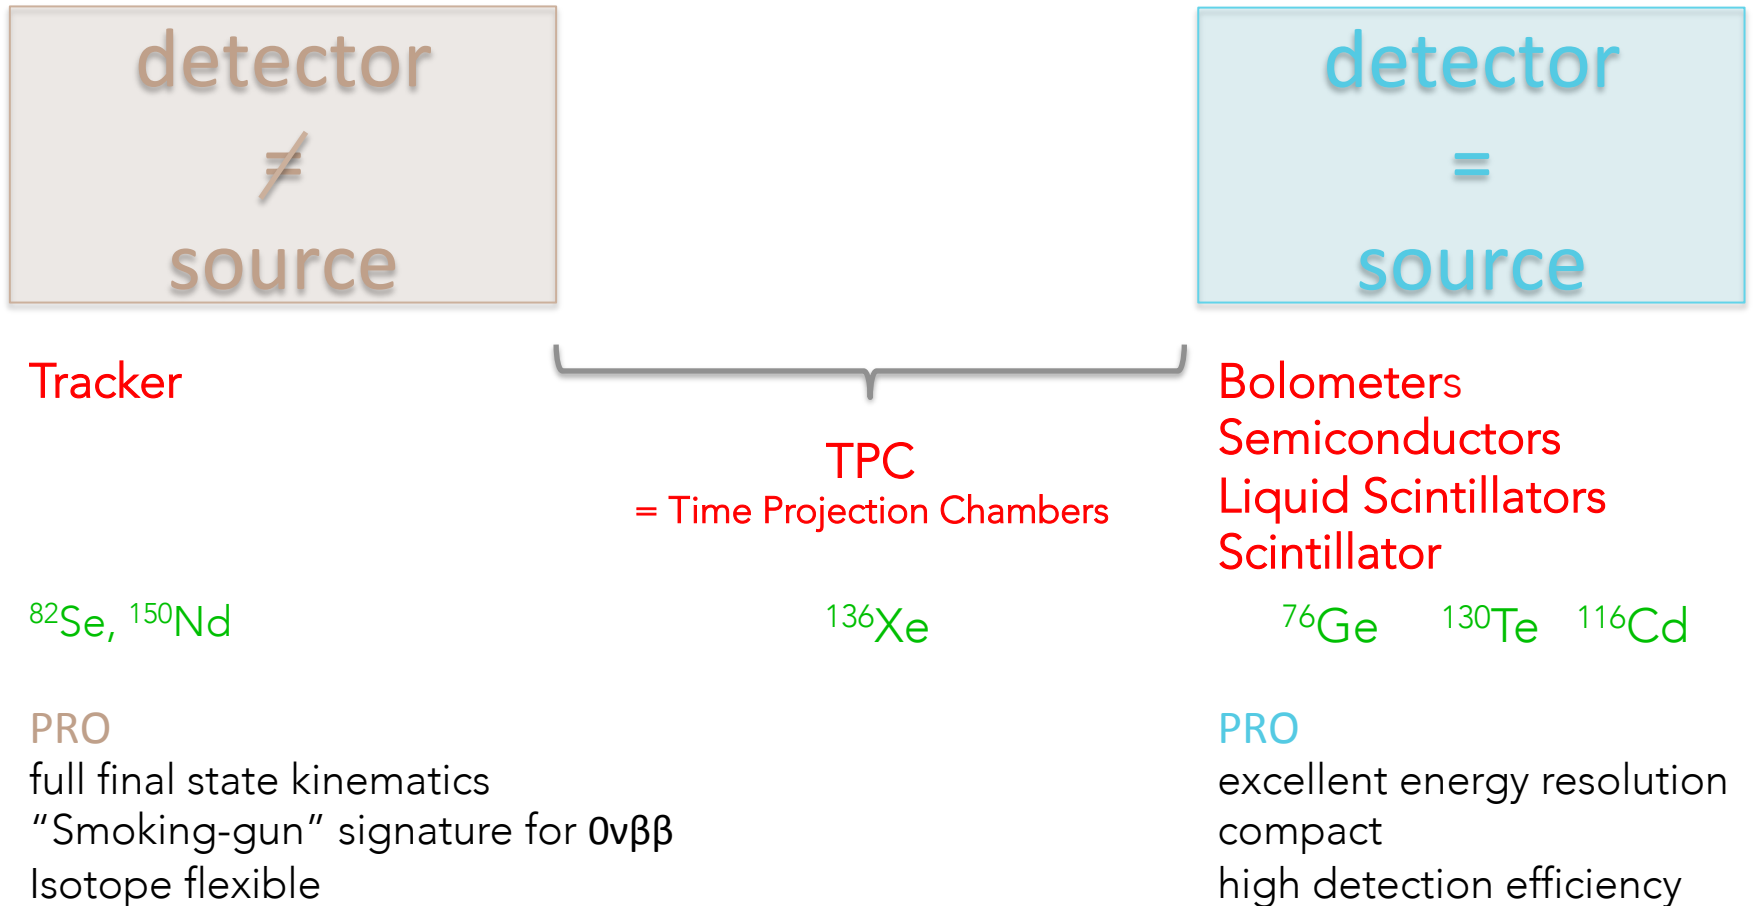 detector
≠
source
detector
=
source
Tracker
TPC
= Time Projection Chambers
Bolometers
Semiconductors
Liquid Scintillators
Scintillator
⁸²Se, ¹⁵⁰Nd
¹³⁶Xe
⁷⁶Ge ¹³⁰Te ¹¹⁶Cd
PRO
full final state kinematics
“Smoking-gun” signature for 0νββ
Isotope flexible
PRO
excellent energy resolution
compact
high detection efficiency